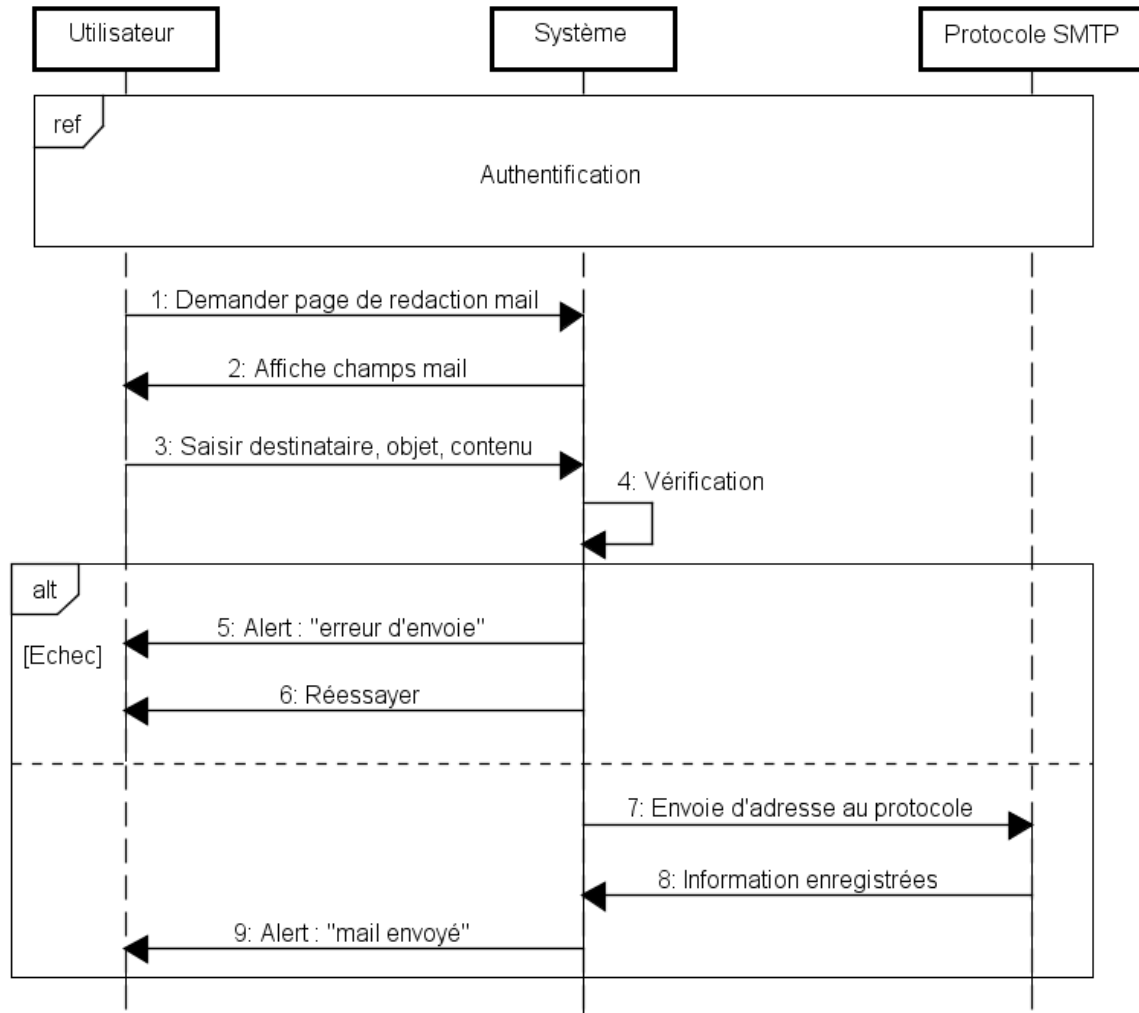 Utilisateur
Système
Protocole SMTP
ref
Authentification
1: Demander page de redaction mail
2: Affiche champs mail
3: Saisir destinataire, objet, contenu
4: Vérification
alt
5: Alert : "erreur d'envoie"
[Echec]
6: Réessayer
7: Envoie d'adresse au protocole
8: Information enregistrées
9: Alert : "mail envoyé"